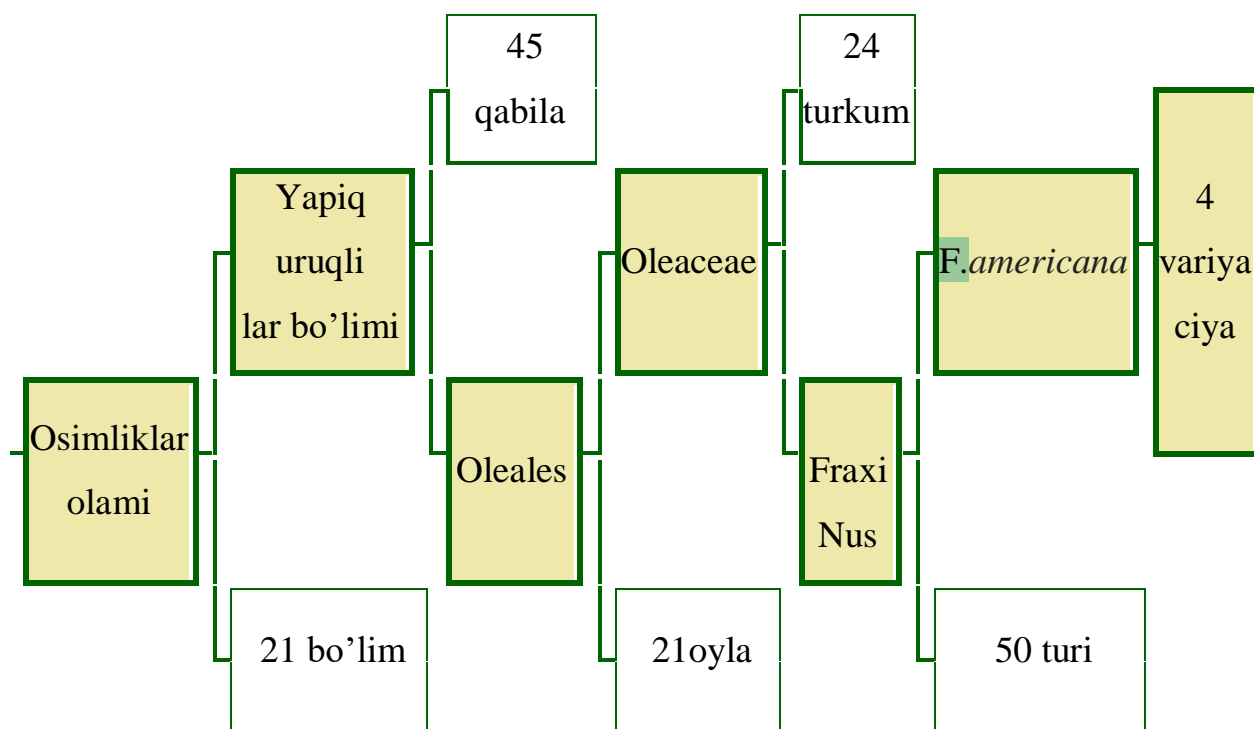 45
qabila
24
turkum
Yapiq
uruqli
lar bo’limi
Oleaceae
F.americana
4
variya
ciya
Osimliklar
olami
Oleales
Fraxi
Nus
21 bo’lim
21oyla
50 turi